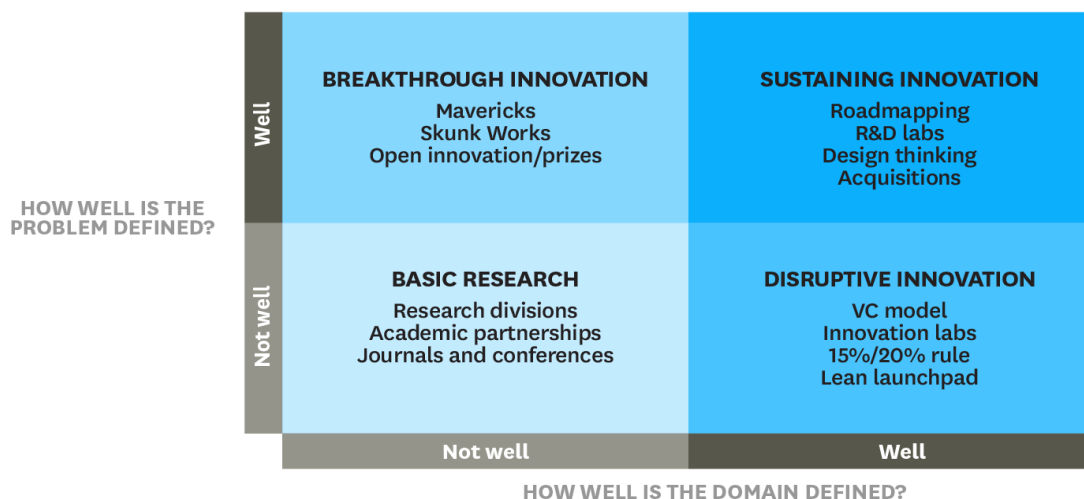 BREAKTHROUGH INNOVATION
Mavericks
Skunk Works
Open innovation/prizes
SUSTAINING INNOVATION
Roadmapping
R&D labs
Design thinking
Acquisitions
Well
HOW WELL IS THE
PROBLEM DEFINED?
Not well
BASIC RESEARCH
Research divisions
Academic partnerships
Journals and conferences
DISRUPTIVE INNOVATION
VC model
Innovation labs
15%/20% rule
Lean launchpad
Not well
Well
HOW WELL IS THE DOMAIN DEFINED?